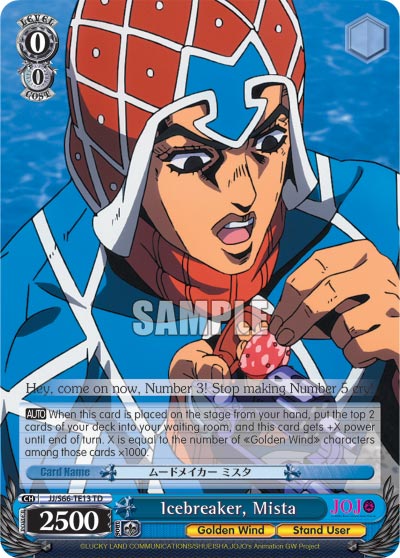 LEVEL
0
0
COST
SAMPLE
Hey, come on now, Number 3! Stop making Number 5 cry!
AUTO When this card is placed on the stage from your hand, put the top 2
cards of your deck into your waiting room, and this card gets +X power
until end of turn. X is equal to the number of «Golden Wind» characters
among those cards ×1000.
Card Name ムードメイカー ミスタ
CH JJ/S66-TE13 TD
Icebreaker, Mista
JOJO
POWER
2500
SOUL
Golden Wind
Stand User
©LUCKY LAND COMMUNICATIONS/SHUEISHA,JOJO's Animation GW Project